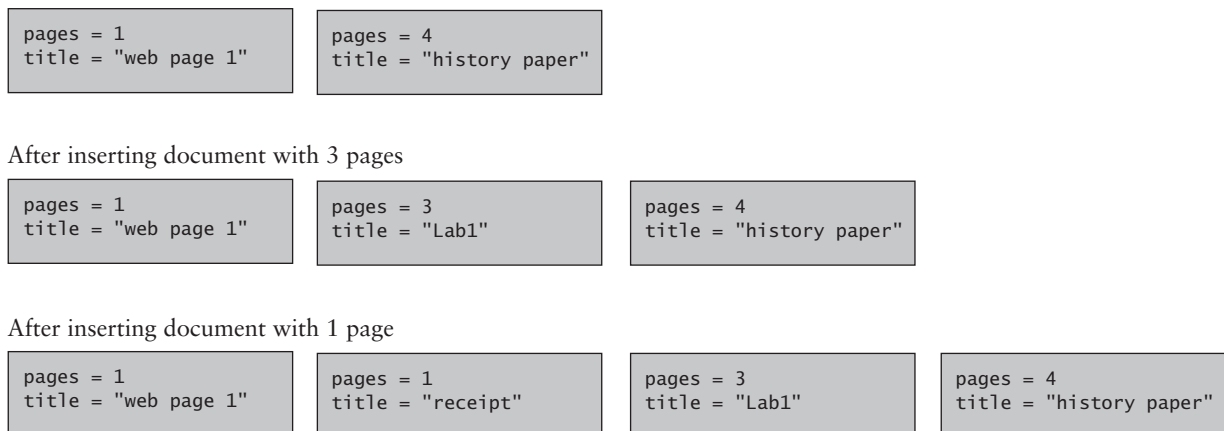 pages = 1
title = "web page 1"
pages = 4
title = "history paper"
After inserting document with 3 pages
pages = 1
title = "web page 1"
pages = 3
title = "Lab1"
pages = 4
title = "history paper"
After inserting document with 1 page
pages = 1
title = "web page 1"
pages = 1
title = "receipt"
pages = 3
title = "Lab1"
pages = 4
title = "history paper"